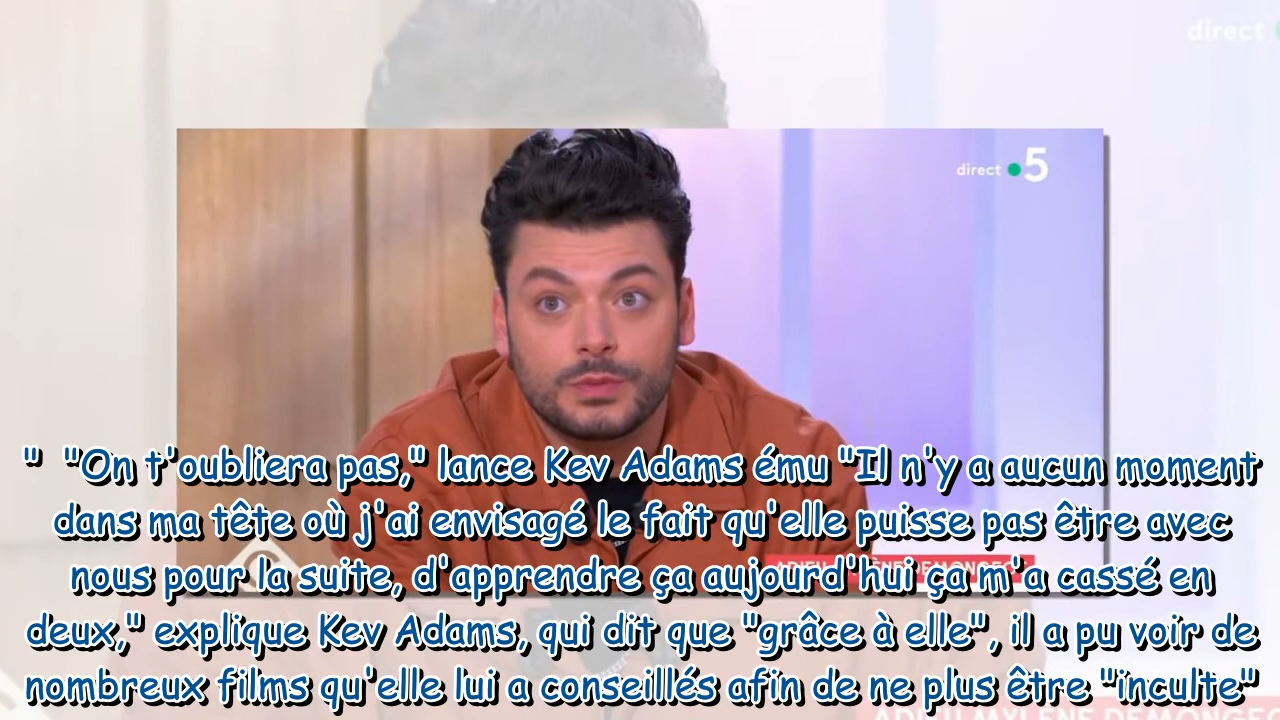 direct
direct 5
" "On t'oubliera pas," lance Kev Adams ému "Il n'y a aucun moment
dans ma tête où j'ai envisagé le fait qu'elle puisse pas être avec
nous pour la suite, d'apprendre ça aujourd'hui ça m'a cassé en
deux," explique Kev Adams, qui dit que "grâce à elle", il a pu voir de
nombreux films qu'elle lui a conseillés afin de ne plus être "inculte"
ADIEU MYLÈNE DEMONGEO